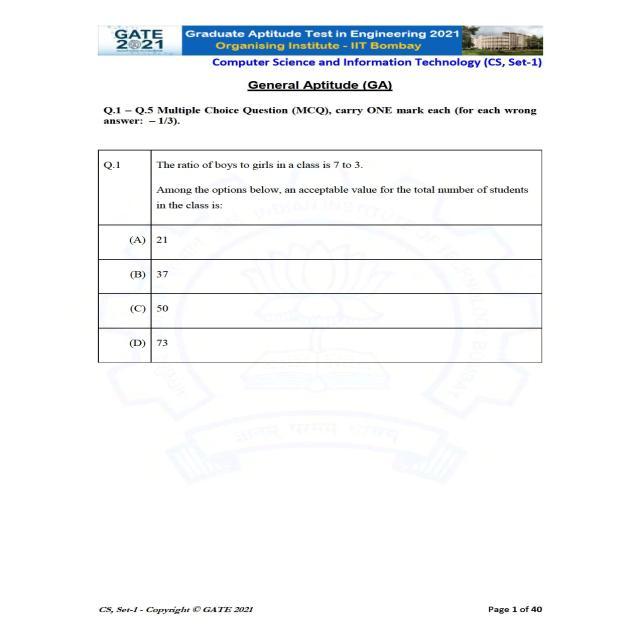 GATE
2021
Graduate Aptitude Test in Engineering 2021
Organising Institute - IIT Bombay
Computer Science and Information Technology (CS, Set-1)
General Aptitude (GA)
Q.1 – Q.5 Multiple Choice Question (MCQ), carry ONE mark each (for each wrong
answer: – 1/3).
Q.1 The ratio of boys to girls in a class is 7 to 3.
Among the options below, an acceptable value for the total number of students
in the class is:
(A) 21
(B) 37
(C) 50
(D) 73
CS, Set-1 - Copyright © GATE 2021 Page 1 of 40